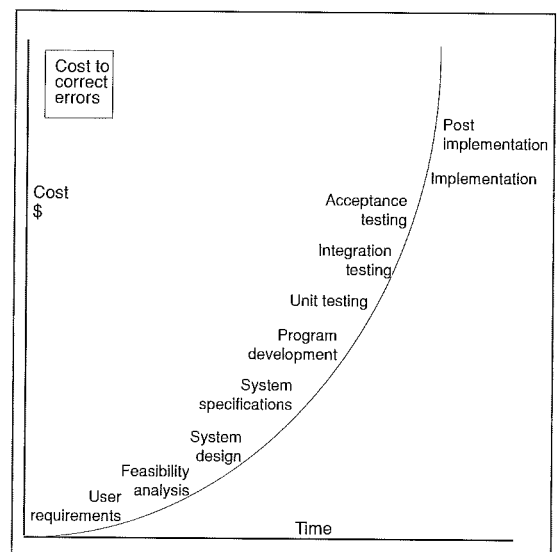 Cost to
correct
errors
Cost
$
Post
implementation
Implementation
Acceptance
testing
Integration
testing
Unit testing
Program
development
System
specifications
System
design
Feasibility
analysis
User
requirements
Time